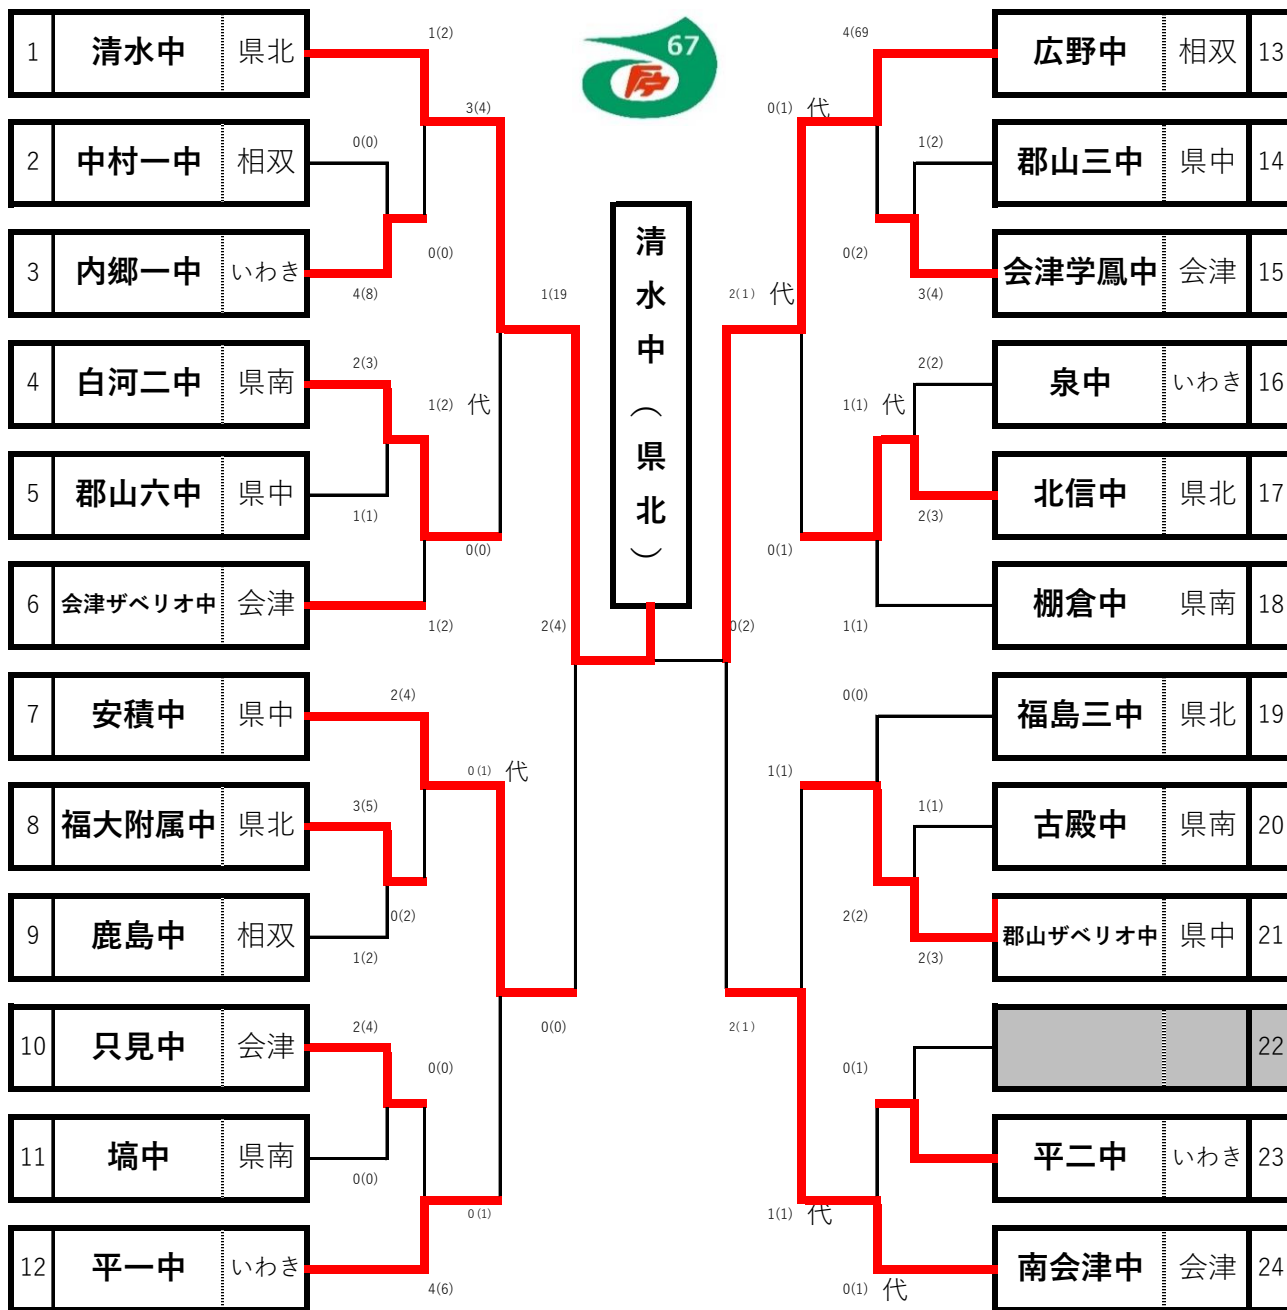 67
1 清水中 県北
2 中村一中 相双
3 内郷一中 いわき
4 白河二中 県南
5 郡山六中 県中
6 会津ザベリオ中 会津
7 安積中 県中
8 福大附属中 県北
9 鹿島中 相双
10 只見中 会津
11 塙中 県南
12 平一中 いわき
1(2)
3(4)
0(0)
0(0)
4(8)
1(19
2(3)
1(2) 代
1(1)
0(0)
1(2)
2(4)
2(4)
0(1) 代
3(5)
0(2)
1(2)
2(4)
0(0)
0(0)
0(0)
0(1)
4(6)
清水中(県北)
4(69
0(1) 代
1(2)
0(2)
3(4)
2(1) 代
2(2)
1(1) 代
2(3)
0(1)
1(1)
0(2)
0(0)
1(1)
1(1)
2(2)
2(3)
2(1)
0(1)
1(1) 代
0(1) 代
広野中 相双 13
郡山三中 県中 14
会津学鳳中 会津 15
泉中 いわき 16
北信中 県北 17
棚倉中 県南 18
福島三中 県北 19
古殿中 県南 20
郡山ザベリオ中 県中 21
22
平二中 いわき 23
南会津中 会津 24